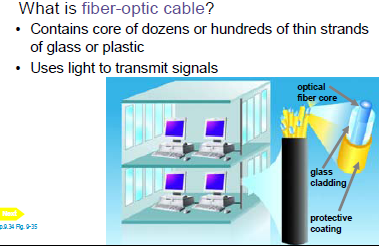 What is fiber-optic cable?
• Contains core of dozens or hundreds of thin strands
of glass or plastic
• Uses light to transmit signals
optical
fiber core
glass
cladding
protective
coating
p.9.34 Fig. 9-33